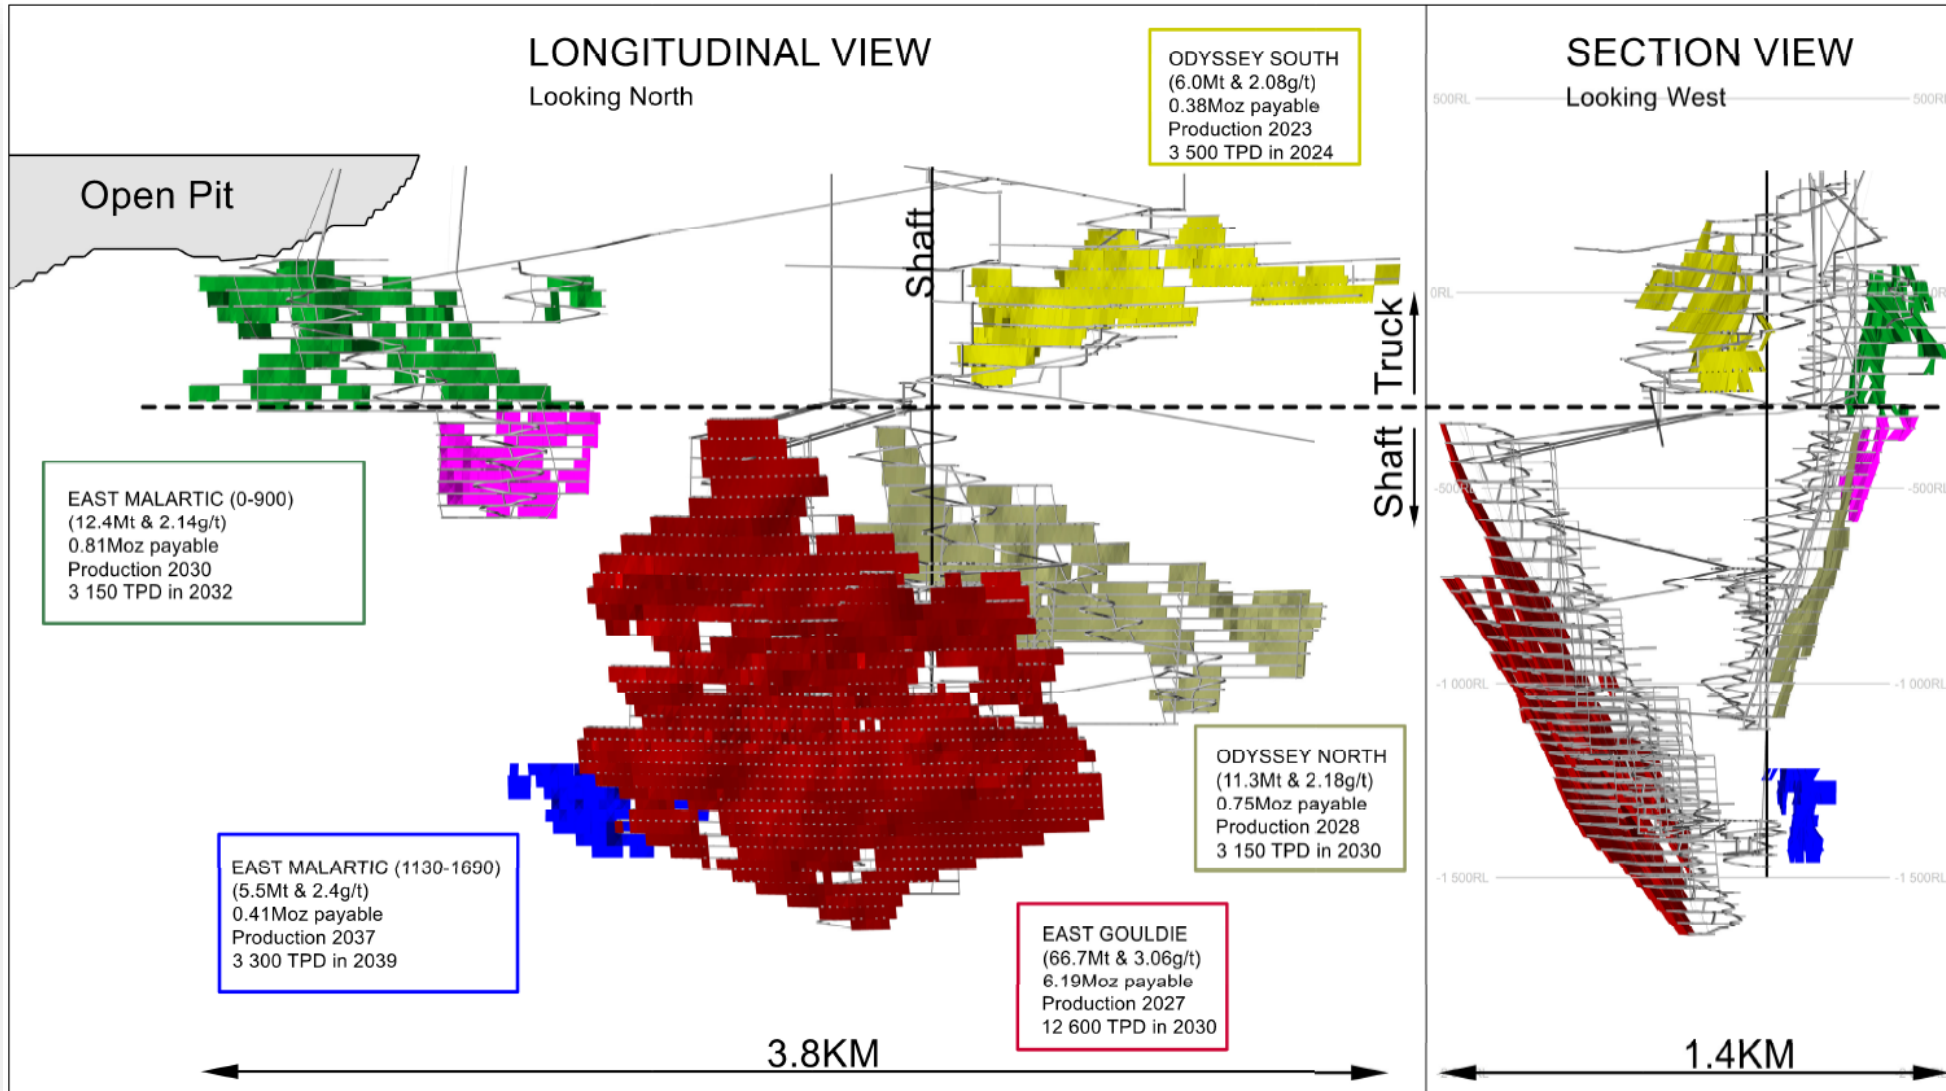 LONGITUDINAL VIEW
Looking North
SECTION VIEW
Looking West
ODYSSEY SOUTH
(6.0Mt & 2.08g/t)
0.38Moz payable
Production 2023
3 500 TPD in 2024
500RL
500RL
Open Pit
Shaft
0RL
Truck
Shaft
EAST MALARTIC (0-900)
(12.4Mt & 2.14g/t)
0.81Moz payable
Production 2030
3 150 TPD in 2032
-500RL
-500RL
-1 000RL
-1 000RL
ODYSSEY NORTH
(11.3Mt & 2.18g/t)
0.75Moz payable
Production 2028
3 150 TPD in 2030
EAST MALARTIC (1130-1690)
(5.5Mt & 2.4g/t)
0.41Moz payable
Production 2037
3 300 TPD in 2039
-1 500RL
-1 500RL
EAST GOULDIE
(66.7Mt & 3.06g/t)
6.19Moz payable
Production 2027
12 600 TPD in 2030
3.8KM
1.4KM